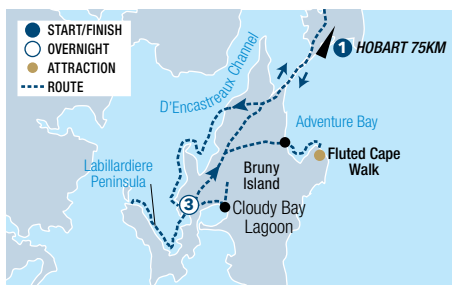 START/FINISH
OVERNIGHT
ATTRACTION
ROUTE
1 HOBART 75KM
D'Encastreaux Channel
Adventure Bay
Fluted Cape
Walk
Labillardiere
Peninsula
Bruny
Island
3
Cloudy Bay
Lagoon